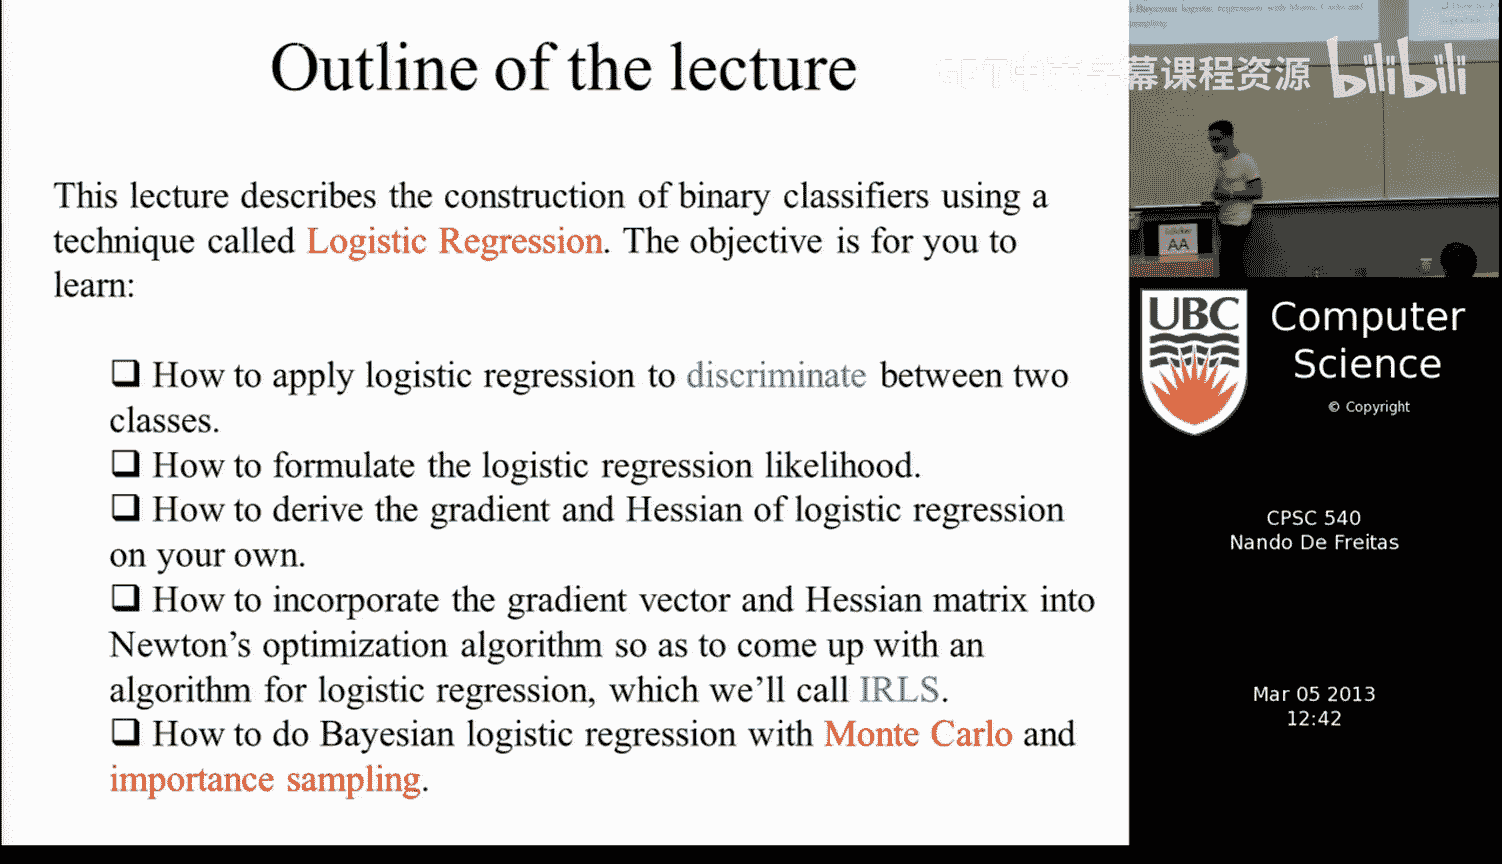 Outline of the lecture
This lecture describes the construction of binary classifiers using a
technique called Logistic Regression. The objective is for you to
learn:
❑ How to apply logistic regression to discriminate between two
classes.
❑ How to formulate the logistic regression likelihood.
❑ How to derive the gradient and Hessian of logistic regression
on your own.
❑ How to incorporate the gradient vector and Hessian matrix into
Newton’s optimization algorithm so as to come up with an
algorithm for logistic regression, which we’ll call IRLS.
❑ How to do Bayesian logistic regression with Monte Carlo and
importance sampling.
幕课程资源 bilibili
AA
UBC
Computer
Science
© Copyright
CPSC 540
Nando De Freitas
Mar 05 2013
12:42